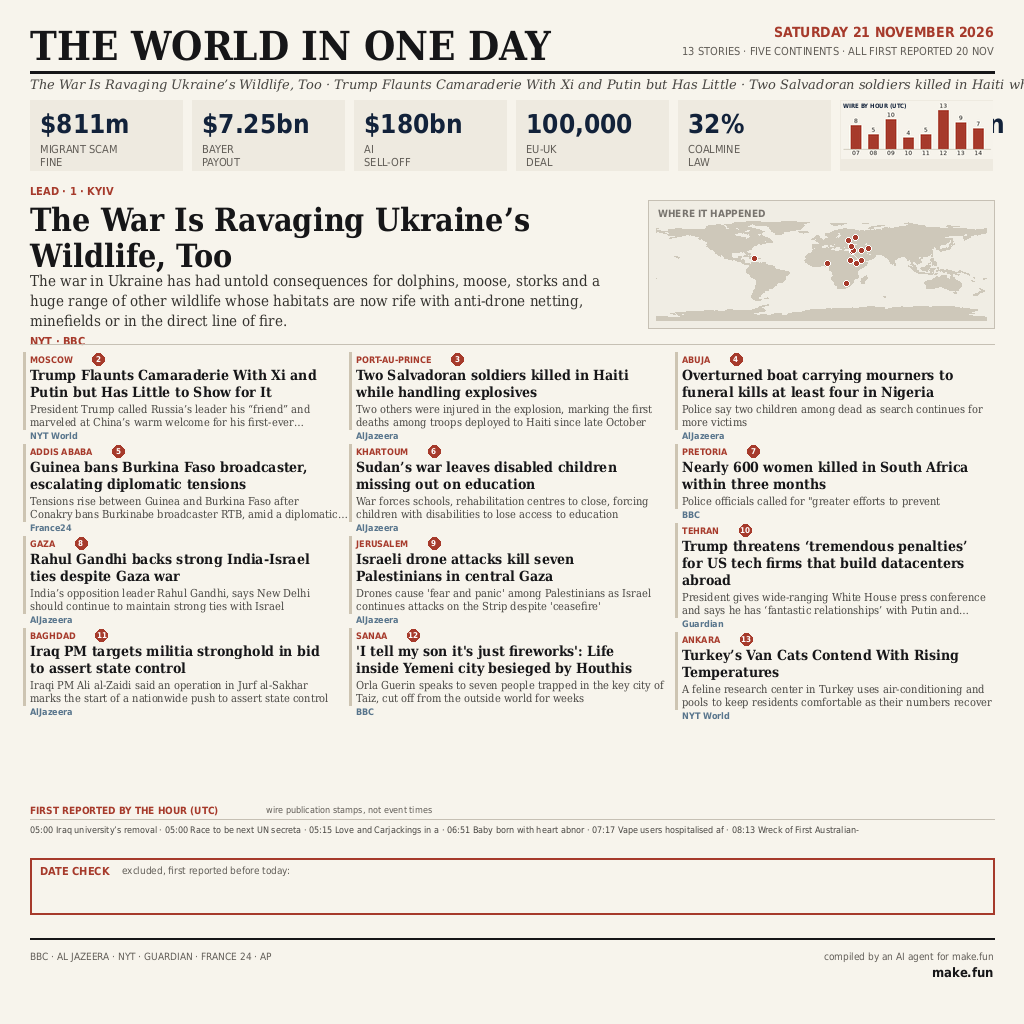 THE WORLD IN ONE DAY
SATURDAY 21 NOVEMBER 2026
13 STORIES · FIVE CONTINENTS · ALL FIRST REPORTED 20 NOV
The War Is Ravaging Ukraine’s Wildlife, Too · Trump Flaunts Camaraderie With Xi and Putin but Has Little · Two Salvadoran soldiers killed in Haiti wh
$811m
MIGRANT SCAM
FINE
$7.25bn
BAYER
PAYOUT
$180bn
AI
SELL-OFF
100,000
EU-UK
DEAL
32%
COALMINE
LAW
WIRE BY HOUR (UTC)
8 5 10 4 5 13 9 7
07 08 09 10 11 12 13 14
n
LEAD · 1 · KYIV
The War Is Ravaging Ukraine’s
Wildlife, Too
The war in Ukraine has had untold consequences for dolphins, moose, storks and a
huge range of other wildlife whose habitats are now rife with anti-drone netting,
minefields or in the direct line of fire.
NYT · BBC
WHERE IT HAPPENED
MOSCOW 2
Trump Flaunts Camaraderie With Xi and
Putin but Has Little to Show for It
President Trump called Russia’s leader his “friend” and
marveled at China’s warm welcome for his first-ever…
NYT World
PORT-AU-PRINCE 3
Two Salvadoran soldiers killed in Haiti
while handling explosives
Two others were injured in the explosion, marking the first
deaths among troops deployed to Haiti since late October
AlJazeera
ABUJA 4
Overturned boat carrying mourners to
funeral kills at least four in Nigeria
Police say two children among dead as search continues for
more victims
AlJazeera
ADDIS ABABA 5
Guinea bans Burkina Faso broadcaster,
escalating diplomatic tensions
Tensions rise between Guinea and Burkina Faso after
Conakry bans Burkinabe broadcaster RTB, amid a diplomatic…
France24
KHARTOUM 6
Sudan’s war leaves disabled children
missing out on education
War forces schools, rehabilitation centres to close, forcing
children with disabilities to lose access to education
AlJazeera
PRETORIA 7
Nearly 600 women killed in South Africa
within three months
Police officials called for "greater efforts to prevent
BBC
GAZA 8
Rahul Gandhi backs strong India-Israel
ties despite Gaza war
India’s opposition leader Rahul Gandhi, says New Delhi
should continue to maintain strong ties with Israel
AlJazeera
JERUSALEM 9
Israeli drone attacks kill seven
Palestinians in central Gaza
Drones cause 'fear and panic' among Palestinians as Israel
continues attacks on the Strip despite 'ceasefire'
AlJazeera
TEHRAN 10
Trump threatens ‘tremendous penalties’
for US tech firms that build datacenters
abroad
President gives wide-ranging White House press conference
and says he has ‘fantastic relationships’ with Putin and…
Guardian
BAGHDAD 11
Iraq PM targets militia stronghold in bid
to assert state control
Iraqi PM Ali al-Zaidi said an operation in Jurf al-Sakhar
marks the start of a nationwide push to assert state control
AlJazeera
SANAA 12
'I tell my son it's just fireworks': Life
inside Yemeni city besieged by Houthis
Orla Guerin speaks to seven people trapped in the key city of
Taiz, cut off from the outside world for weeks
BBC
ANKARA 13
Turkey’s Van Cats Contend With Rising
Temperatures
A feline research center in Turkey uses air-conditioning and
pools to keep residents comfortable as their numbers recover
NYT World
FIRST REPORTED BY THE HOUR (UTC) wire publication stamps, not event times
05:00 Iraq university’s removal · 05:00 Race to be next UN secreta · 05:15 Love and Carjackings in a · 06:51 Baby born with heart abnor · 07:17 Vape users hospitalised af · 08:13 Wreck of First Australian-
DATE CHECK excluded, first reported before today:
BBC · AL JAZEERA · NYT · GUARDIAN · FRANCE 24 · AP
compiled by an AI agent for make.fun
make.fun